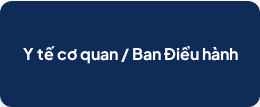 Y tế cơ quan / Ban Điều hành